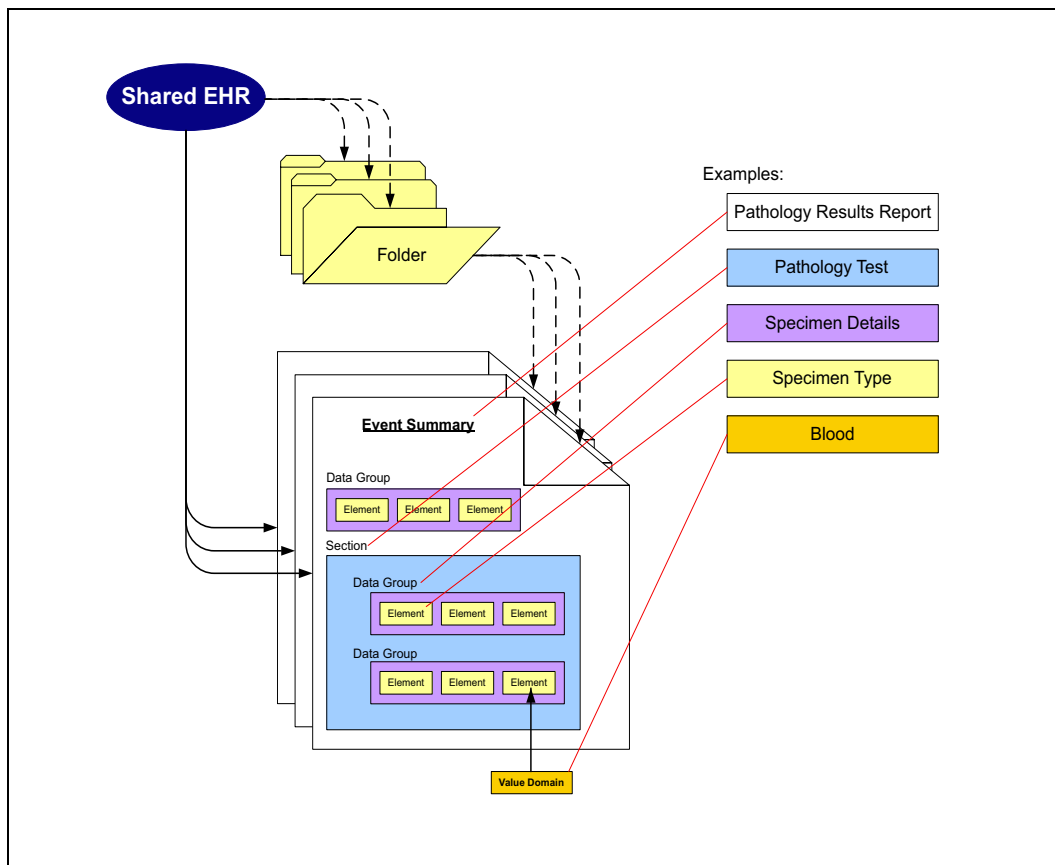 Shared EHR
Folder
Examples:
Pathology Results Report
Pathology Test
Specimen Details
Specimen Type
Blood
Event Summary
Data Group
Element Element Element
Section
Data Group
Element Element Element
Data Group
Element Element Element
Value Domain